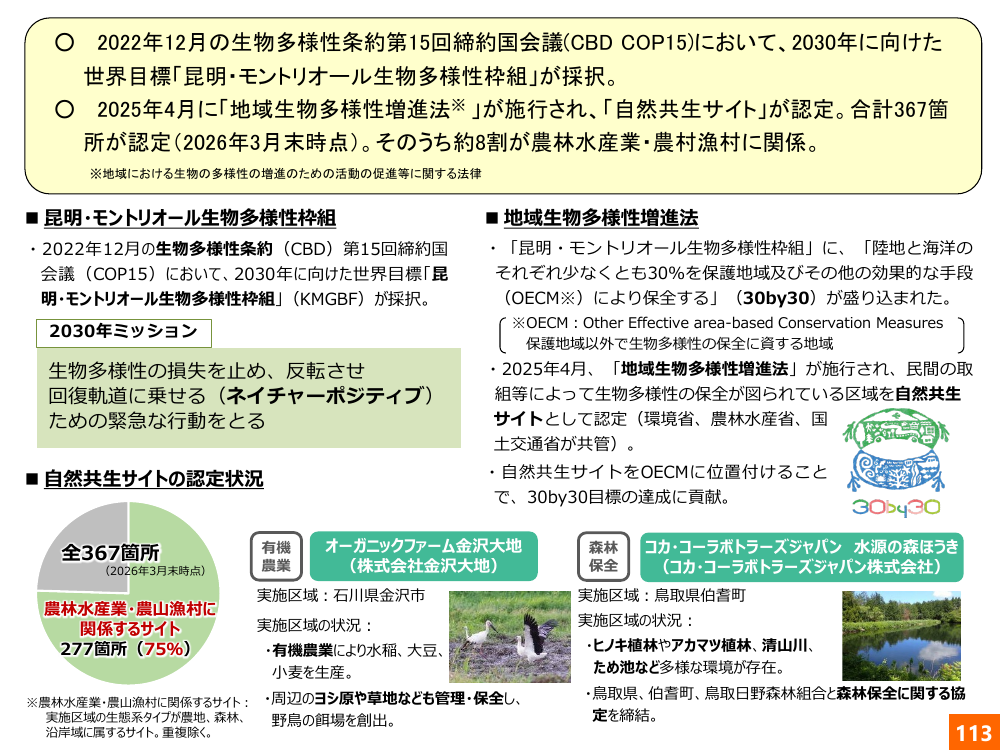 ○　2022年12月の生物多様性条約第15回締約国会議(CBD COP15)において、2030年に向けた
世界目標「昆明・モントリオール生物多様性枠組」が採択。
○　2025年4月に「地域生物多様性増進法※」が施行され、「自然共生サイト」が認定。合計367箇
所が認定（2026年3月末時点）。そのうち約8割が農林水産業・農村漁村に関係。
※地域における生物の多様性の増進のための活動の促進等に関する法律
■ 昆明・モントリオール生物多様性枠組
・2022年12月の生物多様性条約（CBD）第15回締約国
会議（COP15）において、2030年に向けた世界目標「昆
明・モントリオール生物多様性枠組」（KMGBF）が採択。
2030年ミッション
生物多様性の損失を止め、反転させ
回復軌道に乗せる（ネイチャーポジティブ）
ための緊急な行動をとる
■ 地域生物多様性増進法
・「昆明・モントリオール生物多様性枠組」に、「陸地と海洋の
それぞれ少なくとも30%を保護地域及びその他の効果的な手段
（OECM※）により保全する」（30by30）が盛り込まれた。
※OECM：Other Effective area-based Conservation Measures
保護地域以外で生物多様性の保全に資する地域
・2025年4月、「地域生物多様性増進法」が施行され、民間の取
組等によって生物多様性の保全が図られている区域を自然共生
サイトとして認定（環境省、農林水産省、国
土交通省が共管）。
・自然共生サイトをOECMに位置付けること
で、30by30目標の達成に貢献。
30by30
■ 自然共生サイトの認定状況
全367箇所
（2026年3月末時点）
農林水産業・農山漁村に
関係するサイト
277箇所（75%）
※農林水産業・農山漁村に関係するサイト：
実施区域の生態系タイプが農地、森林、
沿岸域に属するサイト。重複除く。
有機
農業
オーガニックファーム金沢大地
（株式会社金沢大地）
実施区域：石川県金沢市
実施区域の状況：
・有機農業により水稲、大豆、
小麦を生産。
・周辺のヨシ原や草地なども管理・保全し、
野鳥の餌場を創出。
森林
保全
コカ・コーラボトラーズジャパン　水源の森ほうき
（コカ・コーラボトラーズジャパン株式会社）
実施区域：鳥取県伯耆町
実施区域の状況：
・ヒノキ植林やアカマツ植林、清山川、
ため池など多様な環境が存在。
・鳥取県、伯耆町、鳥取日野森林組合と森林保全に関する協
定を締結。
113